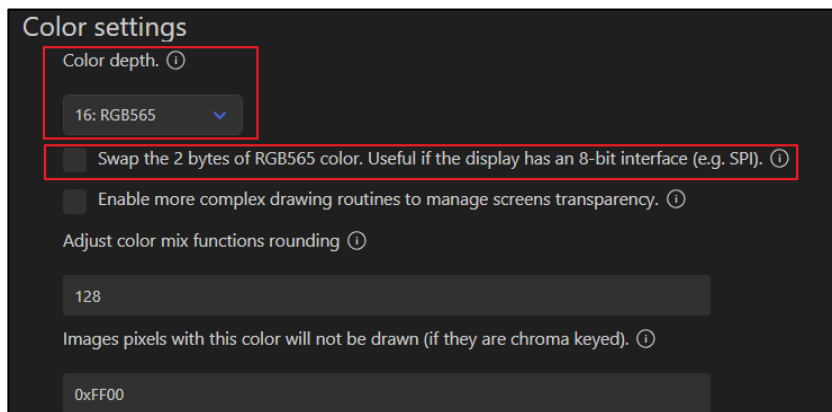 Color settings
Color depth.
16: RGB565
Swap the 2 bytes of RGB565 color. Useful if the display has an 8-bit interface (e.g. SPI).
Enable more complex drawing routines to manage screens transparency.
Adjust color mix functions rounding
128
Images pixels with this color will not be drawn (if they are chroma keyed).
0xFF00